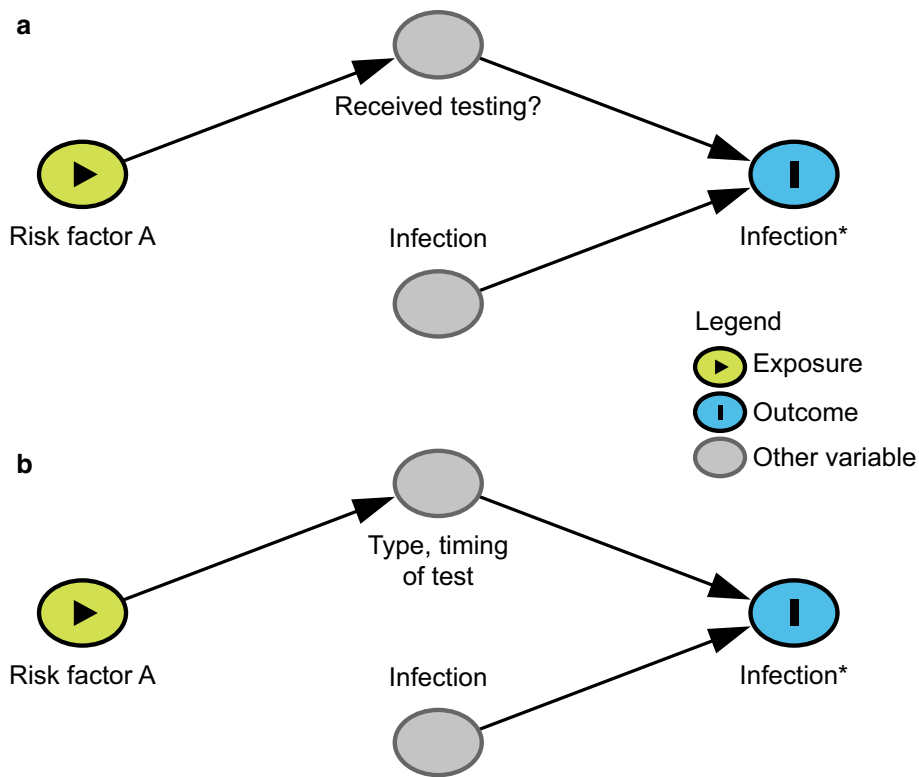 a
Received testing?
Risk factor A
Infection
Infection*
Legend
Exposure
Outcome
Other variable
b
Type, timing
of test
Risk factor A
Infection
Infection*